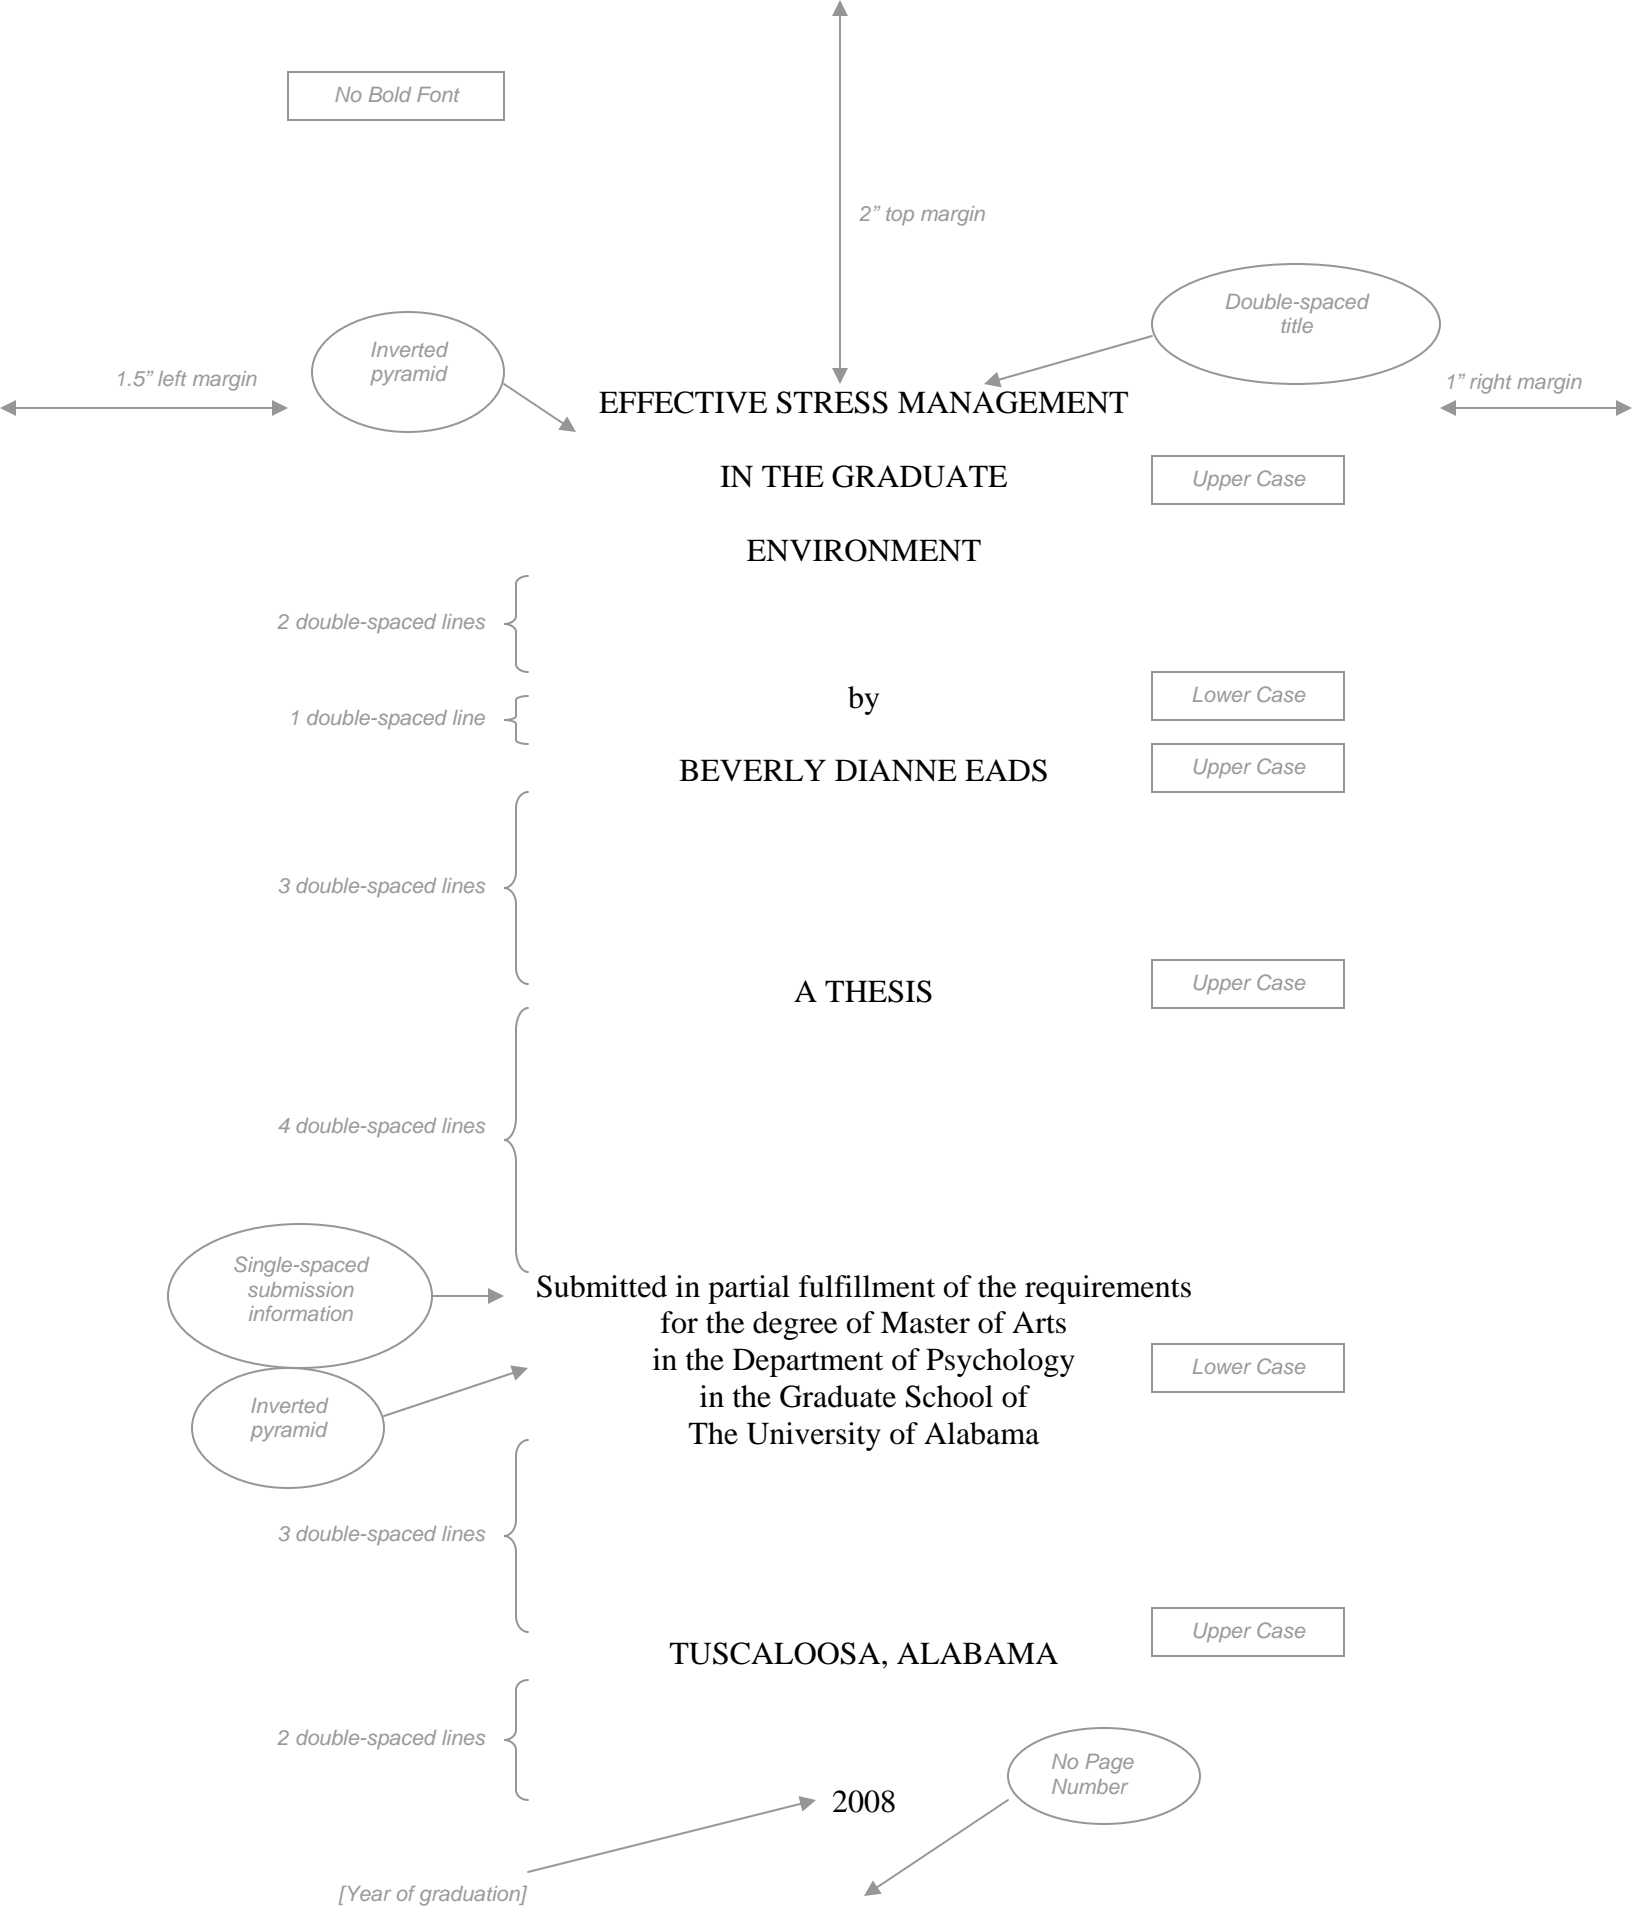 No Bold Font
2” top margin
Double-spaced
title
Inverted
pyramid
1.5” left margin
1” right margin
EFFECTIVE STRESS MANAGEMENT
IN THE GRADUATE
Upper Case
ENVIRONMENT
2 double-spaced lines
by
Lower Case
1 double-spaced line
BEVERLY DIANNE EADS
Upper Case
3 double-spaced lines
A THESIS
Upper Case
4 double-spaced lines
Single-spaced
submission
information
Submitted in partial fulfillment of the requirements
for the degree of Master of Arts
in the Department of Psychology
in the Graduate School of
The University of Alabama
Lower Case
Inverted
pyramid
3 double-spaced lines
Upper Case
TUSCALOOSA, ALABAMA
2 double-spaced lines
No Page
Number
2008
[Year of graduation]